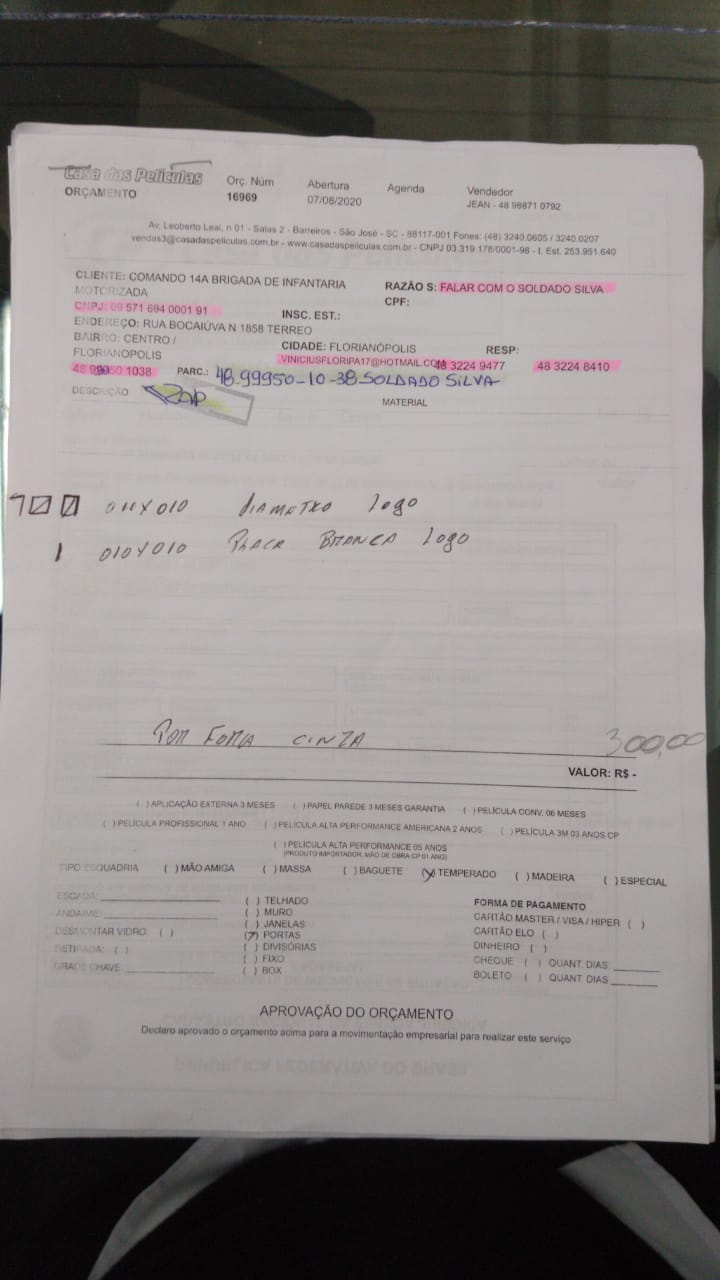 Casa das Películas
ORÇAMENTO
Orç. Núm
16969
Abertura
07/08/2020
Agenda
Vendedor
JEAN - 48 98871 0792
Av. Leoberto Leal, n 01 - Salas 2 - Barreiros - São José - SC - 88117-001 Fones: (48) 3240.0605 / 3240.0207
vendas3@casadaspeliculas.com.br - www.casadaspeliculas.com.br - CNPJ 03.319.178/0001-98 - I. Est. 253.951.640
CLIENTE: COMANDO 14A BRIGADA DE INFANTARIA
MOTORIZADA
RAZÃO S: FALAR COM O SOLDADO SILVA
CNPJ: 09 571 694 0001 91
INSC. EST.:
CPF:
ENDEREÇO: RUA BOCAIÚVA N 1858 TERREO
BAIRRO: CENTRO /
FLORIANOPOLIS
CIDADE: FLORIANÓPOLIS
RESP:
VINICIUSFLORIPA17@HOTMAIL.COM
48 3224 9477
48 3224 8410
48 99950 1038
PARC.: 48-99950-10-38-SOLDADO SILVA
DESCRIÇÃO
MATERIAL
DIAMETRO LOGO
1 010X010 PLACA BRANCA LOGO
CINZA 300,00
VALOR: R$ -
( ) APLICAÇÃO EXTERNA 3 MESES ( ) PAPEL PAREDE 3 MESES GARANTIA ( ) PELÍCULA CONV. 06 MESES
( ) PELÍCULA PROFISSIONAL 1 ANO ( ) PELÍCULA ALTA PERFORMANCE AMERICANA 2 ANOS ( ) PELÍCULA 3M 03 ANOS CP
( ) PELÍCULA ALTA PERFORMANCE 05 ANOS
(PRODUTO IMPORTADOR, MÃO DE OBRA CP 01 ANO)
TIPO ESQUADRIA ( ) MÃO AMIGA ( ) MASSA ( ) BAGUETE (X) TEMPERADO ( ) MADEIRA ( ) ESPECIAL
ESCADA:
ANDAIME:
DESMONTAR VIDRO: ( )
RETIRADA: ( )
GRADE CHAVE
( ) TELHADO
( ) MURO
( ) JANELAS
(7) PORTAS
( ) DIVISÓRIAS
( ) FIXO
( ) BOX
FORMA DE PAGAMENTO
CARTÃO MASTER / VISA / HIPER ( )
CARTÃO ELO ( )
DINHEIRO ( )
CHEQUE ( ) QUANT. DIAS:
BOLETO ( ) QUANT DIAS
APROVAÇÃO DO ORÇAMENTO
Declaro aprovado o orçamento acima para a movimentação empresarial para realizar este serviço